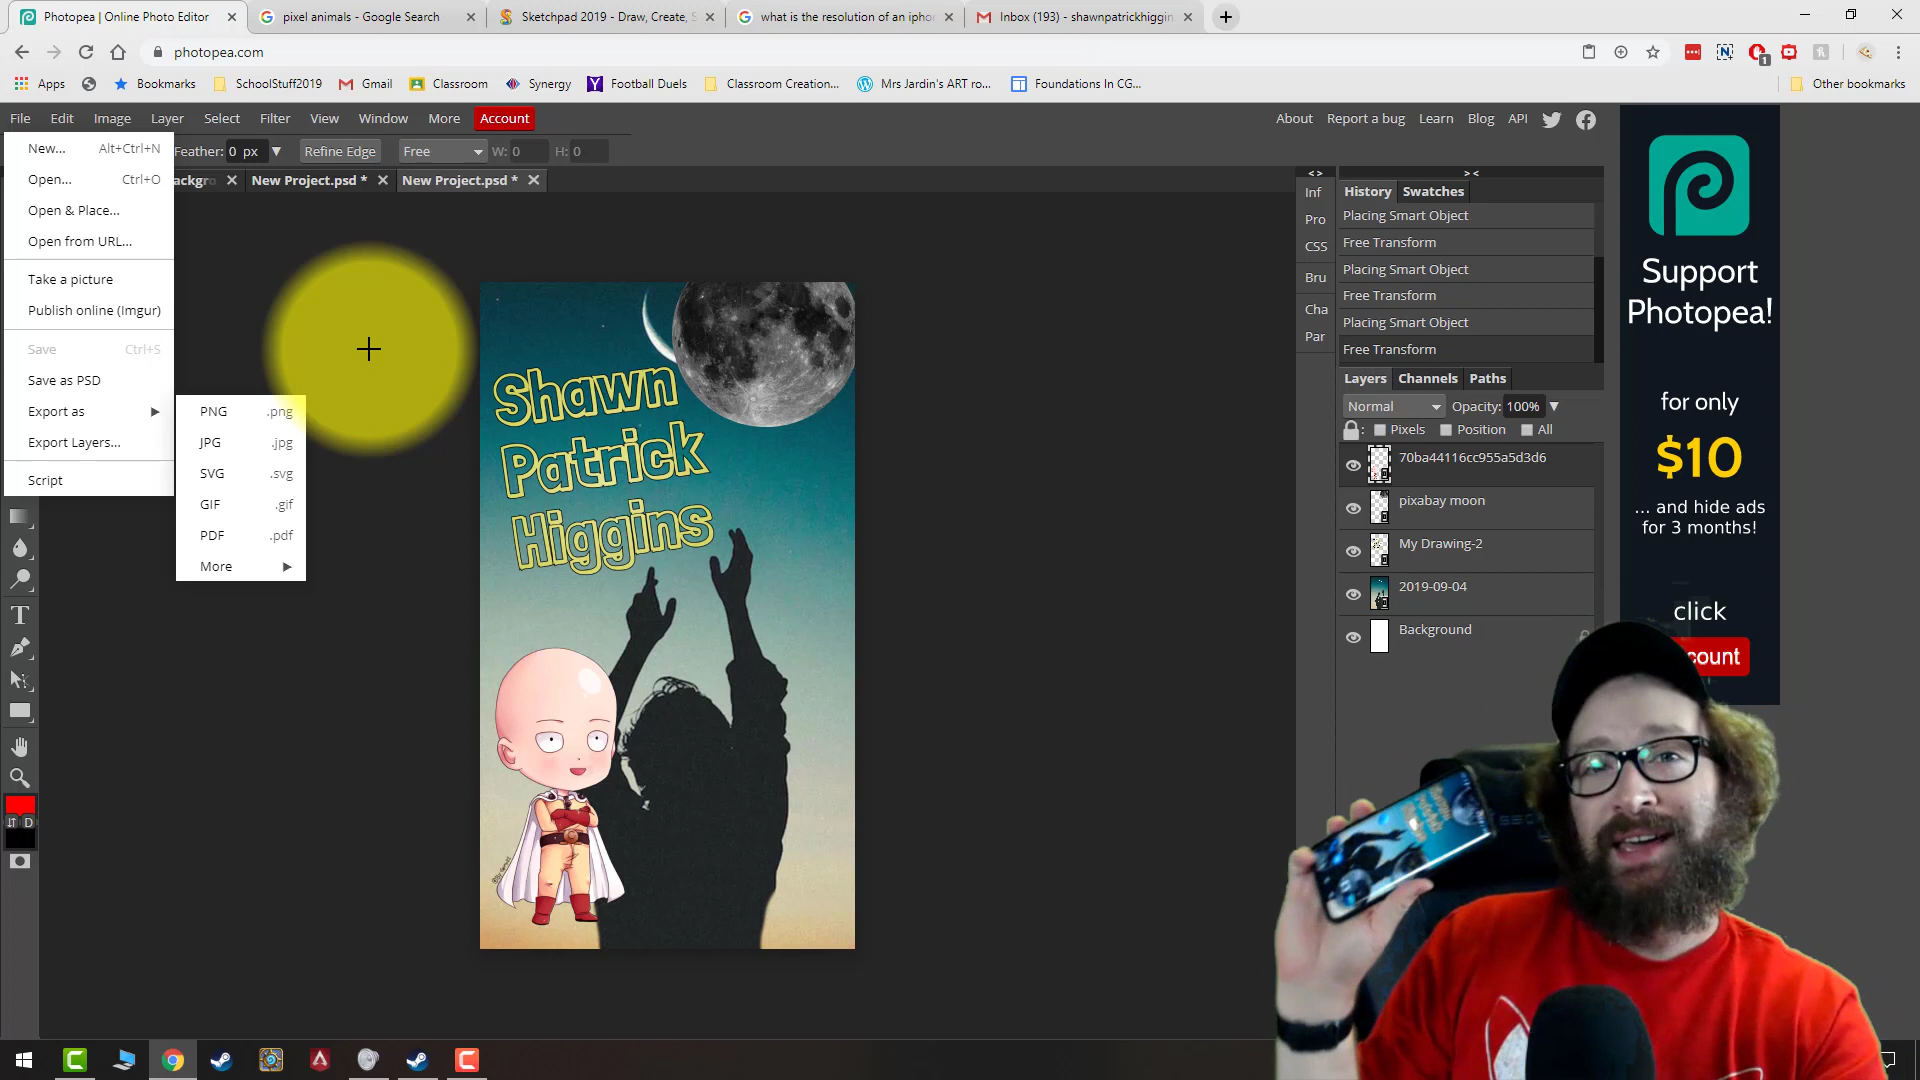 Photopea | Online Photo Editor
pixel animals - Google Search
Sketchpad 2019 - Draw, Create, S
what is the resolution of an ipho
Inbox (193) - shawnpatrickhiggin
photopea.com
1
Apps
Bookmarks
SchoolStuff2019
Gmail
Classroom
Synergy
Football Duels
Classroom Creation...
Mrs Jardin's ART ro...
Foundations In CG...
Other bookmarks
File Edit Image Layer Select Filter View Window More Account
About Report a bug Learn Blog API
Feather: 0 px Refine Edge Free W: 0 H: 0
ackgro
New Project.psd *
New Project.psd *
New... Alt+Ctrl+N
Open... Ctrl+O
Open & Place...
Open from URL...
Take a picture
Publish online (Imgur)
Save Ctrl+S
Save as PSD
Export as
Export Layers...
Script
PNG .png
JPG .jpg
SVG .svg
GIF .gif
PDF .pdf
More
Shawn
Patrick
Higgins
< >
Inf
Pro
CSS
Bru
Cha
Par
> <
History Swatches
Placing Smart Object
Free Transform
Placing Smart Object
Free Transform
Placing Smart Object
Free Transform
Layers Channels Paths
Normal Opacity: 100%
: Pixels Position All
70ba44116cc955a5d3d6
pixabay moon
My Drawing-2
2019-09-04
Background
T
D
Support
Photopea!
for only
$10
... and hide ads
for 3 months!
click
count